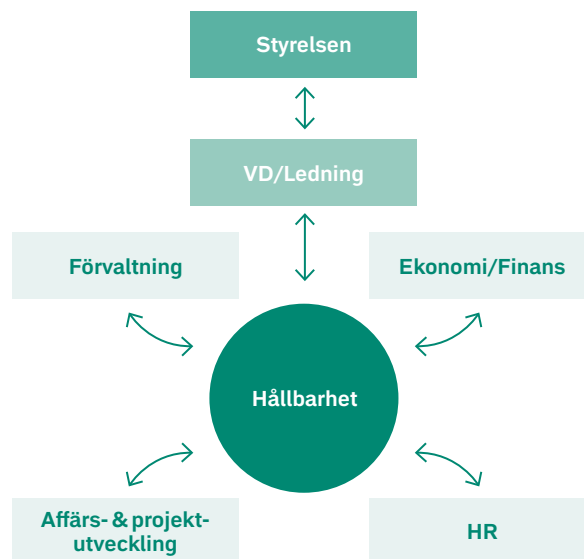 Styrelsen
VD/Ledning
Förvaltning
Ekonomi/Finans
Hållbarhet
Affärs- & projekt-
utveckling
HR